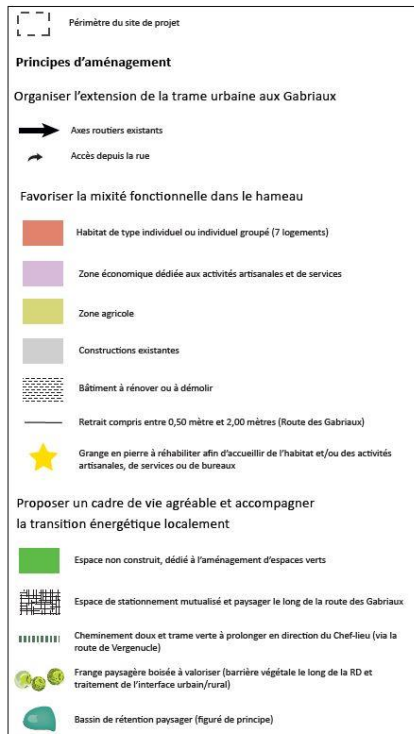 Périmètre du site de projet
Principes d’aménagement
Organiser l’extension de la trame urbaine aux Gabriaux
Axes routiers existants
Accès depuis la rue
Favoriser la mixité fonctionnelle dans le hameau
Habitat de type individuel ou individuel groupé (7 logements)
Zone économique dédiée aux activités artisanales et de services
Zone agricole
Constructions existantes
Bâtiment à rénover ou à démolir
Retrait compris entre 0,50 mètre et 2,00 mètres (Route des Gabriaux)
Grange en pierre à réhabiliter afin d’accueillir de l’habitat et/ou des activités
artisanales, de services ou de bureaux
Proposer un cadre de vie agréable et accompagner
la transition énergétique localement
Espace non construit, dédié à l’aménagement d’espaces verts
Espace de stationnement mutualisé et paysager le long de la route des Gabriaux
Cheminement doux et trame verte à prolonger en direction du Chef-lieu (via la
route de Vergenucle)
Frange paysagère boisée à valoriser (barrière végétale le long de la RD et
traitement de l’interface urbain/rural)
Bassin de rétention paysager (figuré de principe)